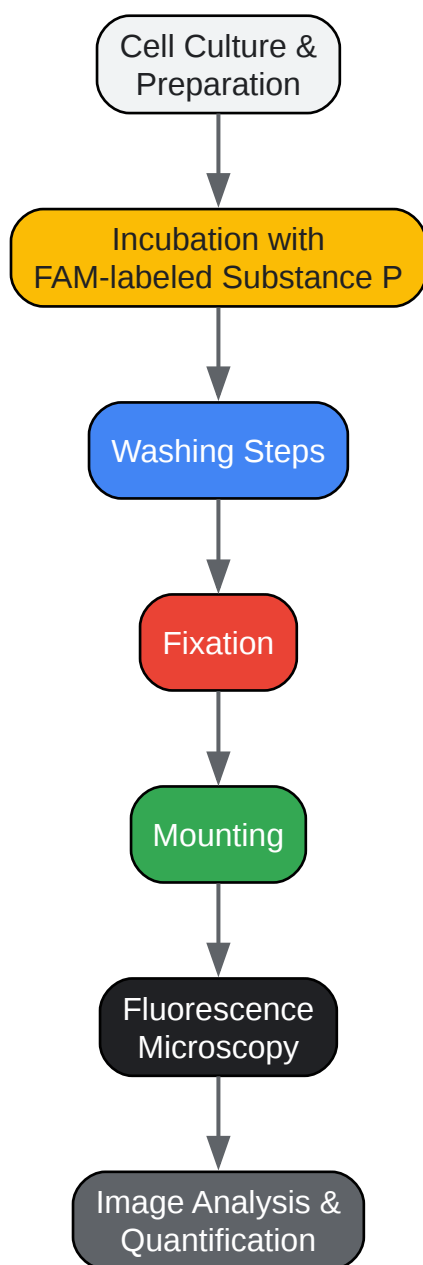 Cell Culture &
Preparation
Incubation with
FAM-labeled Substance P
Washing Steps
Fixation
Mounting
Fluorescence
Microscopy
Image Analysis &
Quantification